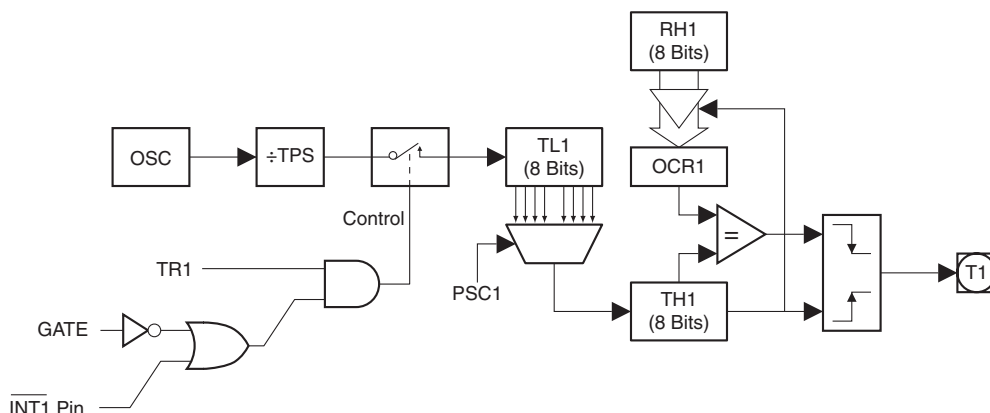 RH1
(8 Bits)
OSC
÷TPS
TL1
(8 Bits)
OCR1
Control
=
TR1
PSC1
T1
TH1
(8 Bits)
GATE
INT1 Pin